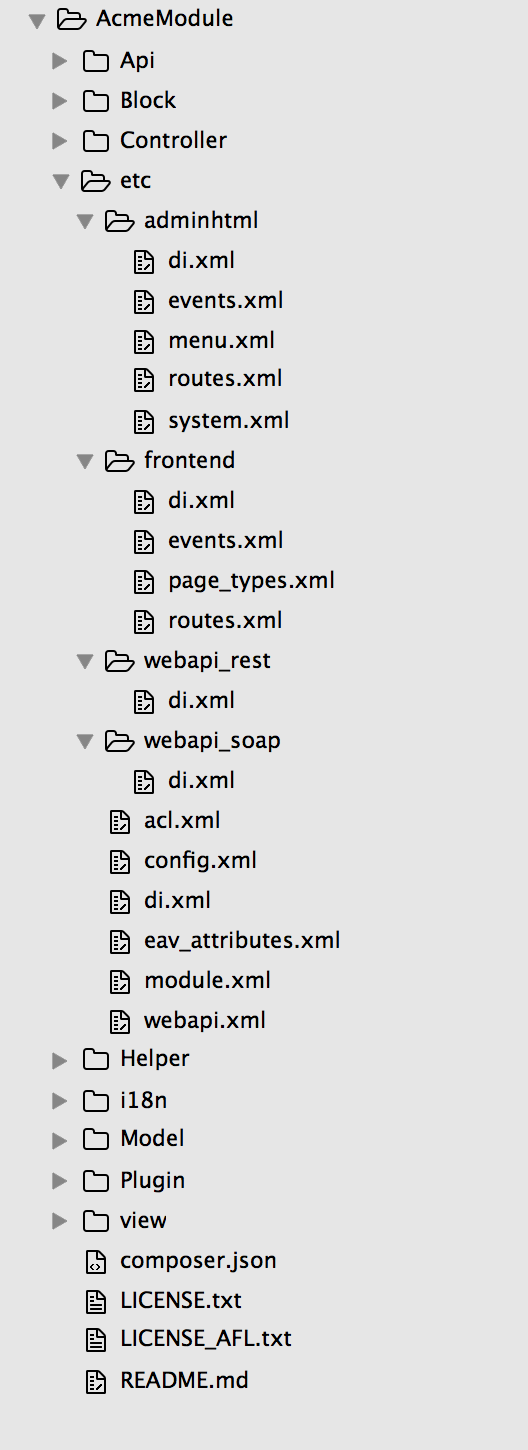 AcmeModule
Api
Block
Controller
etc
adminhtml
di.xml
events.xml
menu.xml
routes.xml
system.xml
frontend
di.xml
events.xml
page_types.xml
routes.xml
webapi_rest
di.xml
webapi_soap
di.xml
acl.xml
config.xml
di.xml
eav_attributes.xml
module.xml
webapi.xml
Helper
i18n
Model
Plugin
view
composer.json
LICENSE.txt
LICENSE_AFL.txt
README.md